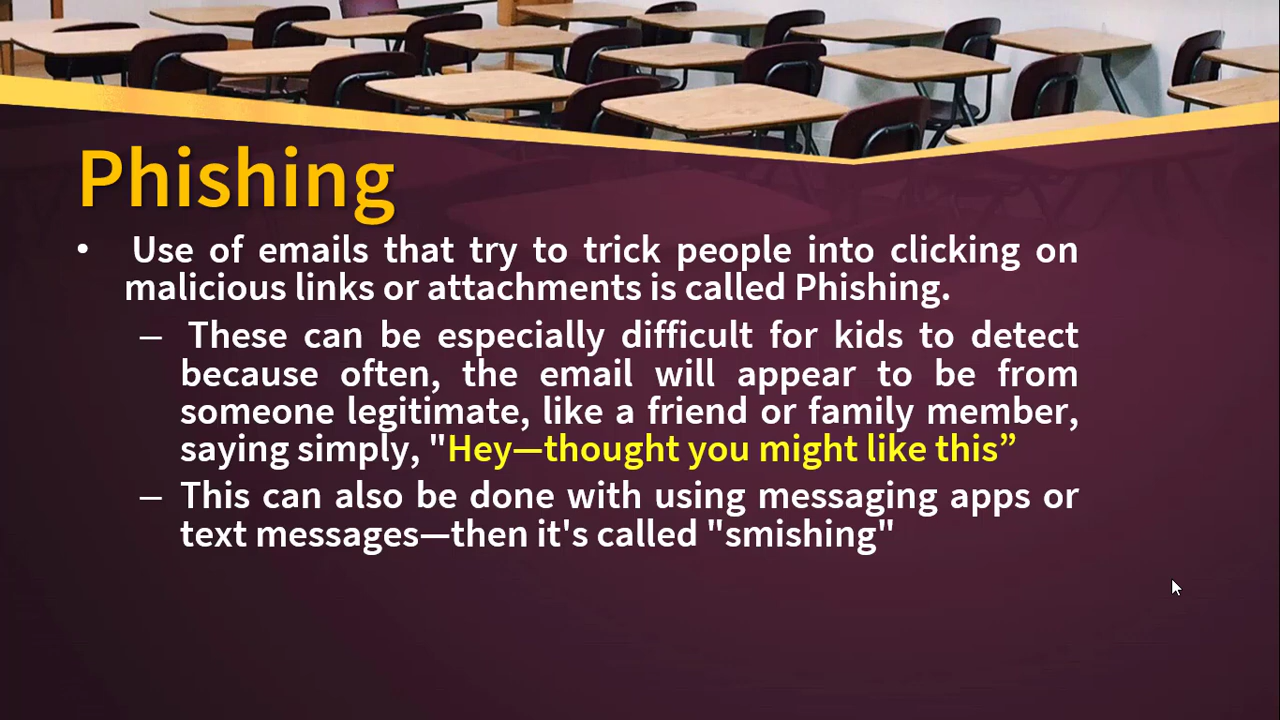 Phishing
• Use of emails that try to trick people into clicking on
malicious links or attachments is called Phishing.
– These can be especially difficult for kids to detect
because often, the email will appear to be from
someone legitimate, like a friend or family member,
saying simply, "Hey—thought you might like this”
– This can also be done with using messaging apps or
text messages—then it's called "smishing"